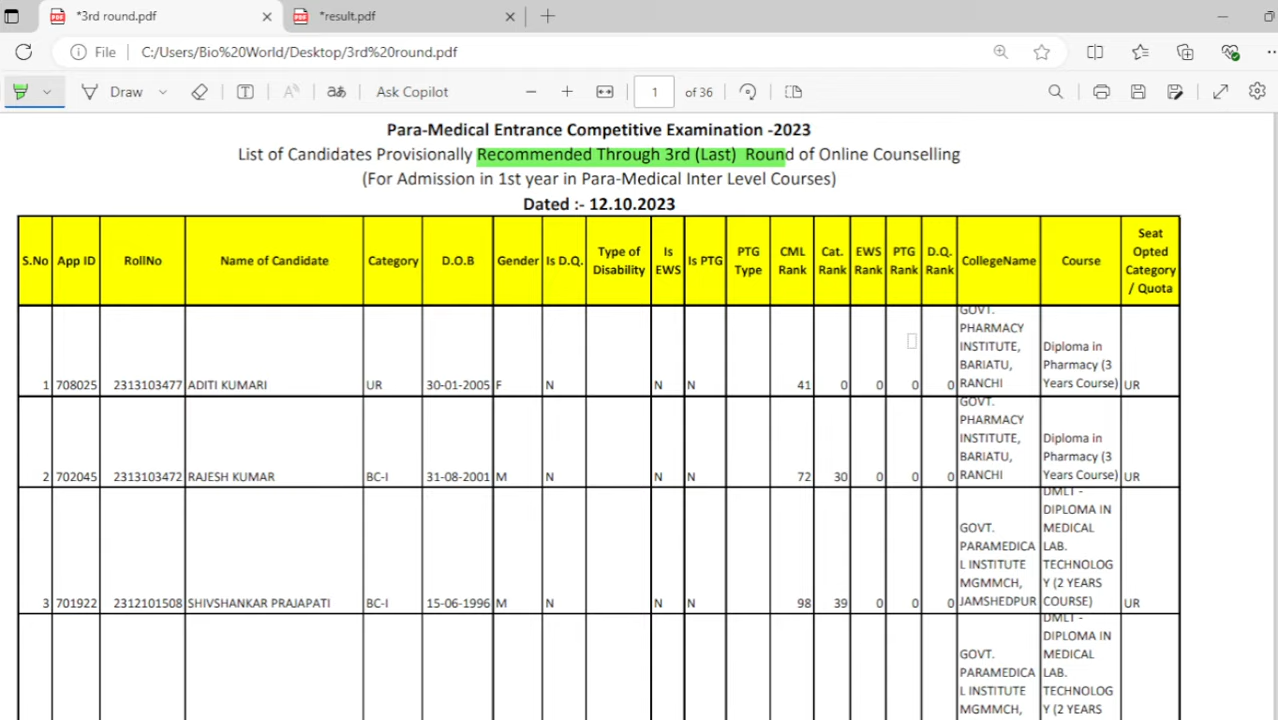 *3rd round.pdf
*result.pdf
File C:/Users/Bio%20World/Desktop/3rd%20round.pdf
Draw
aあ
Ask Copilot
1 of 36
Para-Medical Entrance Competitive Examination -2023
List of Candidates Provisionally Recommended Through 3rd (Last) Round of Online Counselling
(For Admission in 1st year in Para-Medical Inter Level Courses)
Dated :- 12.10.2023
S.No App ID RollNo Name of Candidate Category D.O.B Gender Is D.Q. Type of Disability Is EWS Is PTG PTG Type CML Rank Cat. Rank EWS Rank PTG Rank D.Q. Rank CollegeName Course Seat Opted Category / Quota
1 708025 2313103477 ADITI KUMARI UR 30-01-2005 F N N N 41 0 0 0 0 GOVT. PHARMACY INSTITUTE, BARIATU, RANCHI Diploma in Pharmacy (3 Years Course) UR
2 702045 2313103472 RAJESH KUMAR BC-I 31-08-2001 M N N N 72 30 0 0 0 GOVT. PHARMACY INSTITUTE, BARIATU, RANCHI Diploma in Pharmacy (3 Years Course) UR
3 701922 2312101508 SHIVSHANKAR PRAJAPATI BC-I 15-06-1996 M N N N 98 39 0 0 0 GOVT. PARAMEDICA L INSTITUTE MGMMCH, JAMSHEDPUR DMLT - DIPLOMA IN MEDICAL LAB. TECHNOLOG Y (2 YEARS COURSE) UR
GOVT. PARAMEDICA L INSTITUTE MGMMCH, DMLT - DIPLOMA IN MEDICAL LAB. TECHNOLOG Y (2 YEARS